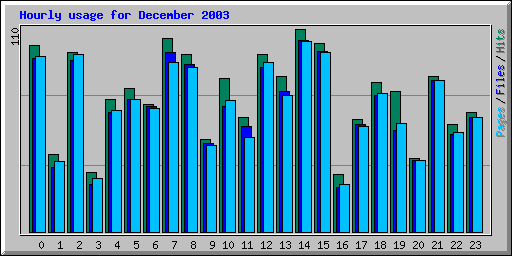 Hourly usage for December 2003
110
Pages / Files / Hits
0 1 2 3 4 5 6 7 8 9 10 11 12 13 14 15 16 17 18 19 20 21 22 23